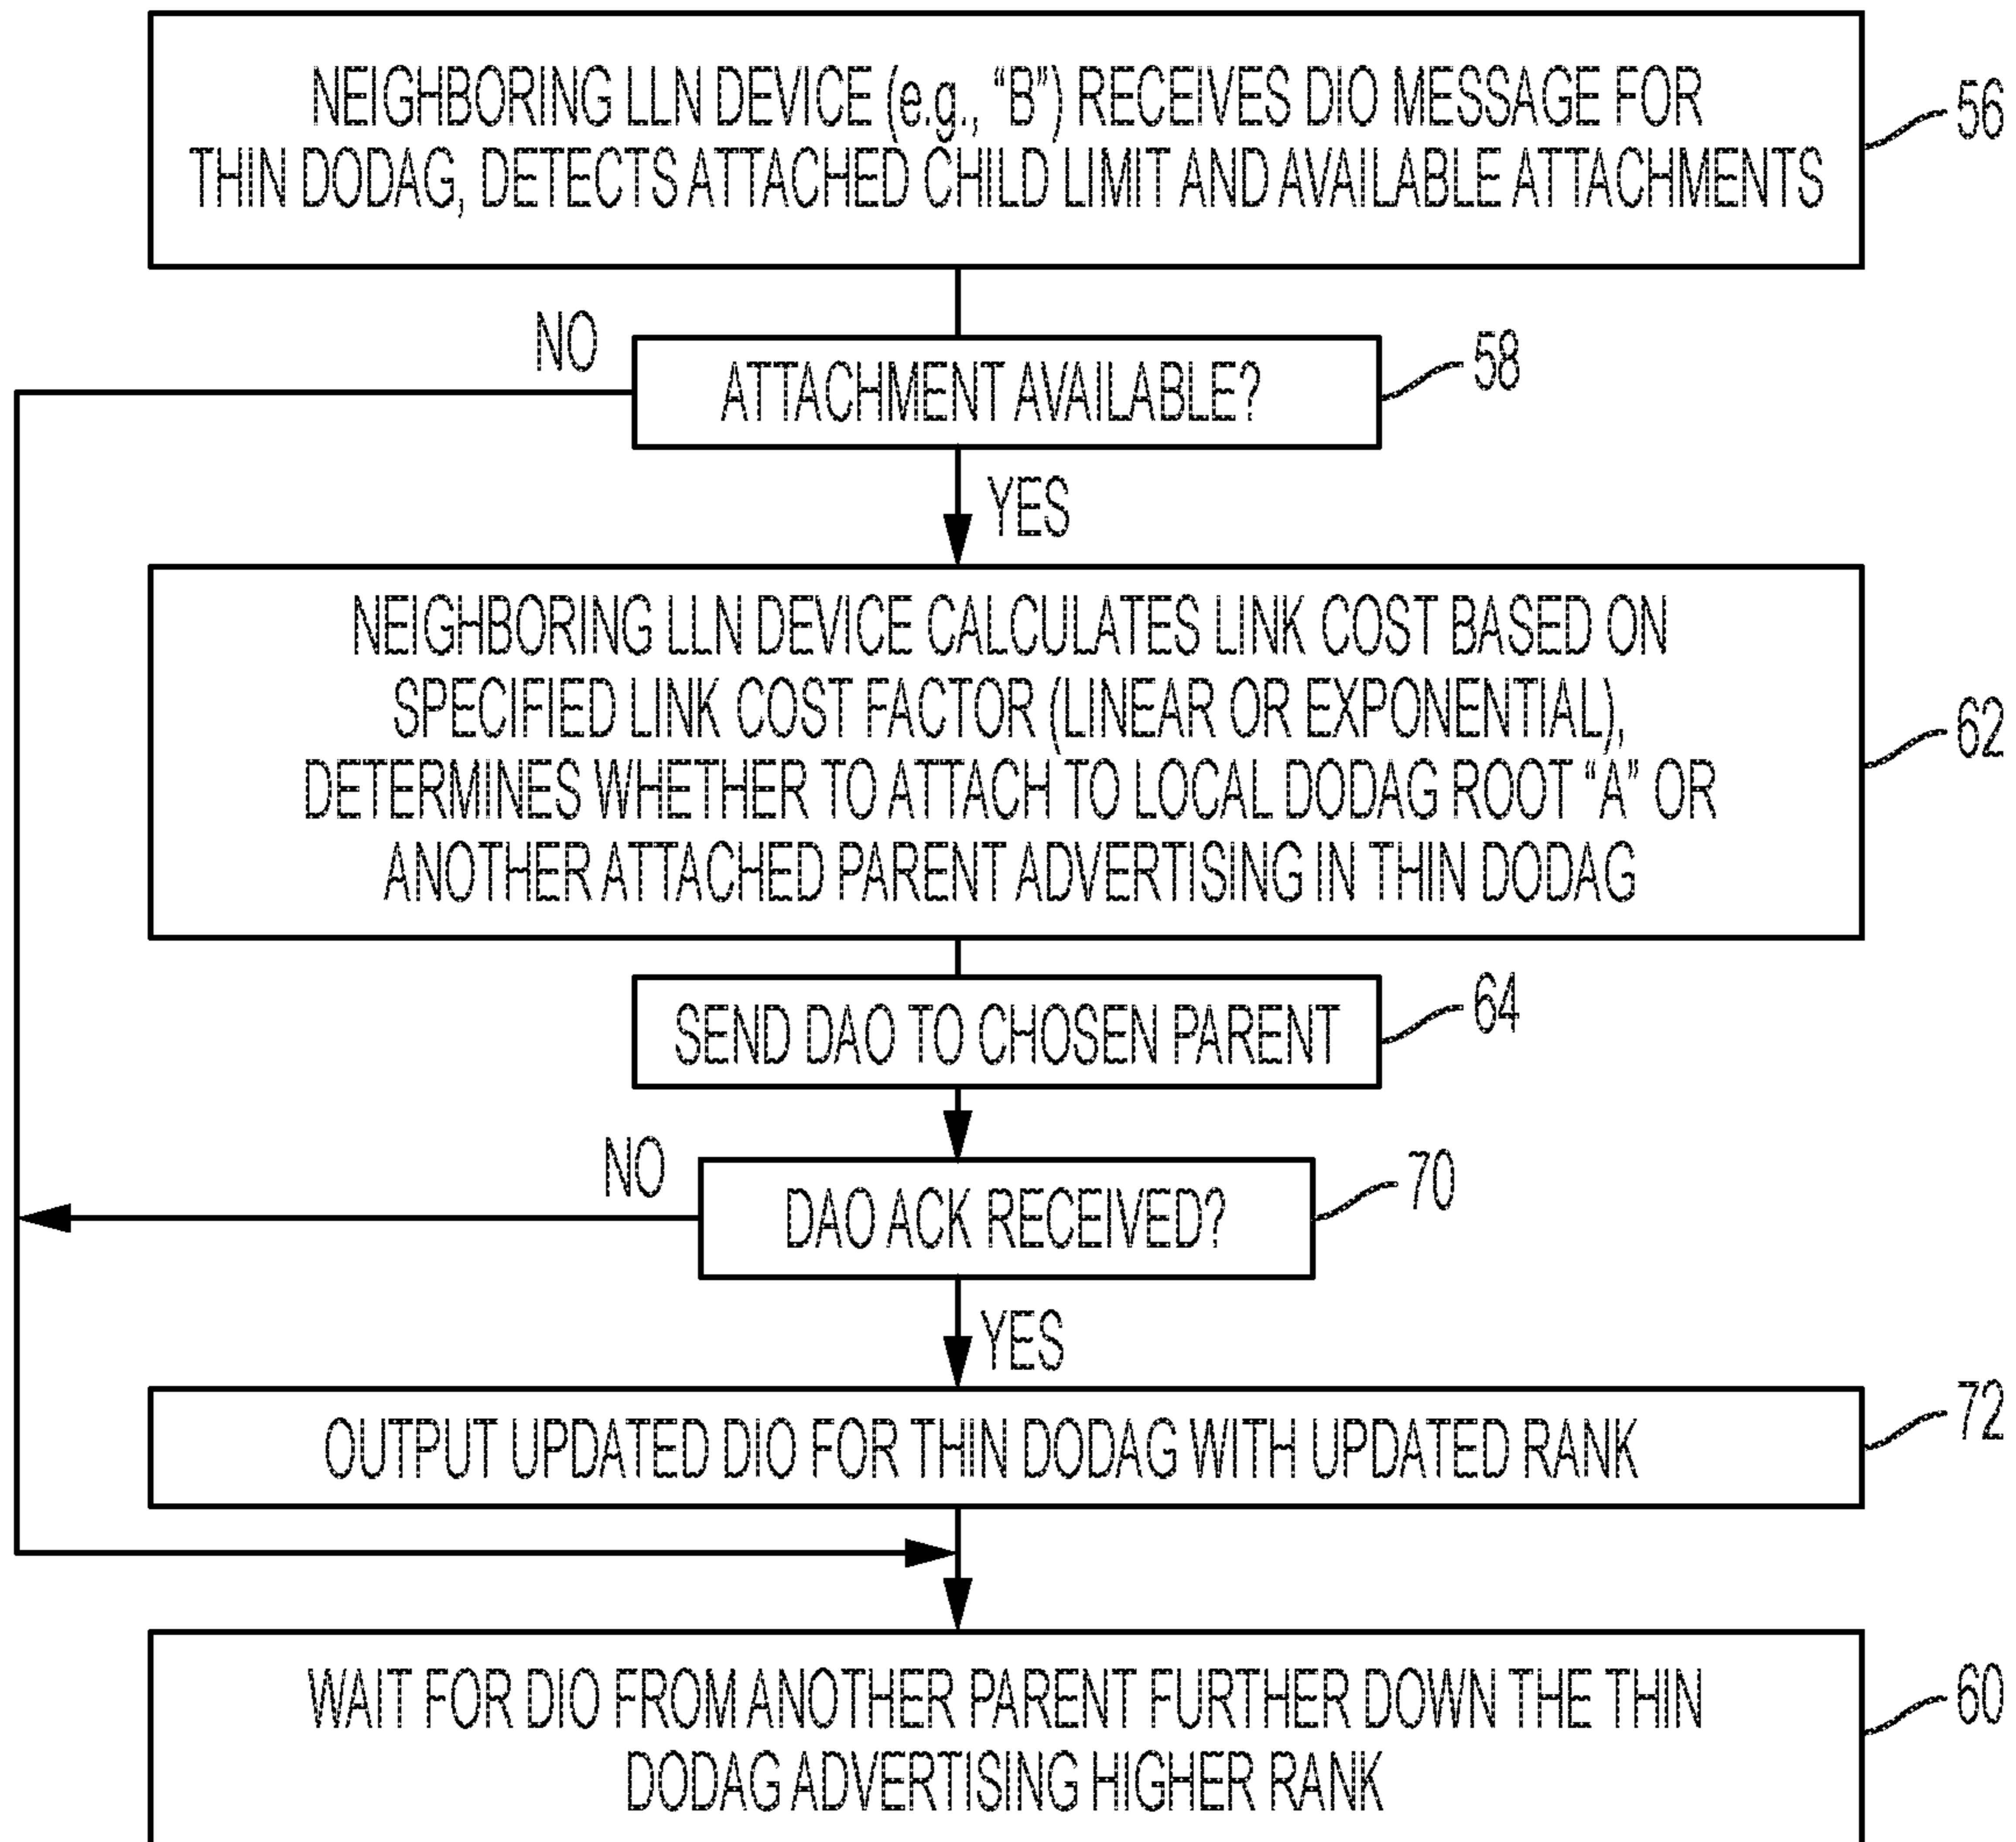 NEIGHBORING LLN DEVICE (e.g., “B”) RECEIVES DIO MESSAGE FOR
THIN DODAG, DETECTS ATTACHED CHILD LIMIT AND AVAILABLE ATTACHMENTS
56
NO
ATTACHMENT AVAILABLE?
58
YES
NEIGHBORING LLN DEVICE CALCULATES LINK COST BASED ON
SPECIFIED LINK COST FACTOR (LINEAR OR EXPONENTIAL),
DETERMINES WHETHER TO ATTACH TO LOCAL DODAG ROOT “A” OR
ANOTHER ATTACHED PARENT ADVERTISING IN THIN DODAG
62
SEND DAO TO CHOSEN PARENT
64
NO
DAO ACK RECEIVED?
70
YES
OUTPUT UPDATED DIO FOR THIN DODAG WITH UPDATED RANK
72
WAIT FOR DIO FROM ANOTHER PARENT FURTHER DOWN THE THIN
DODAG ADVERTISING HIGHER RANK
60